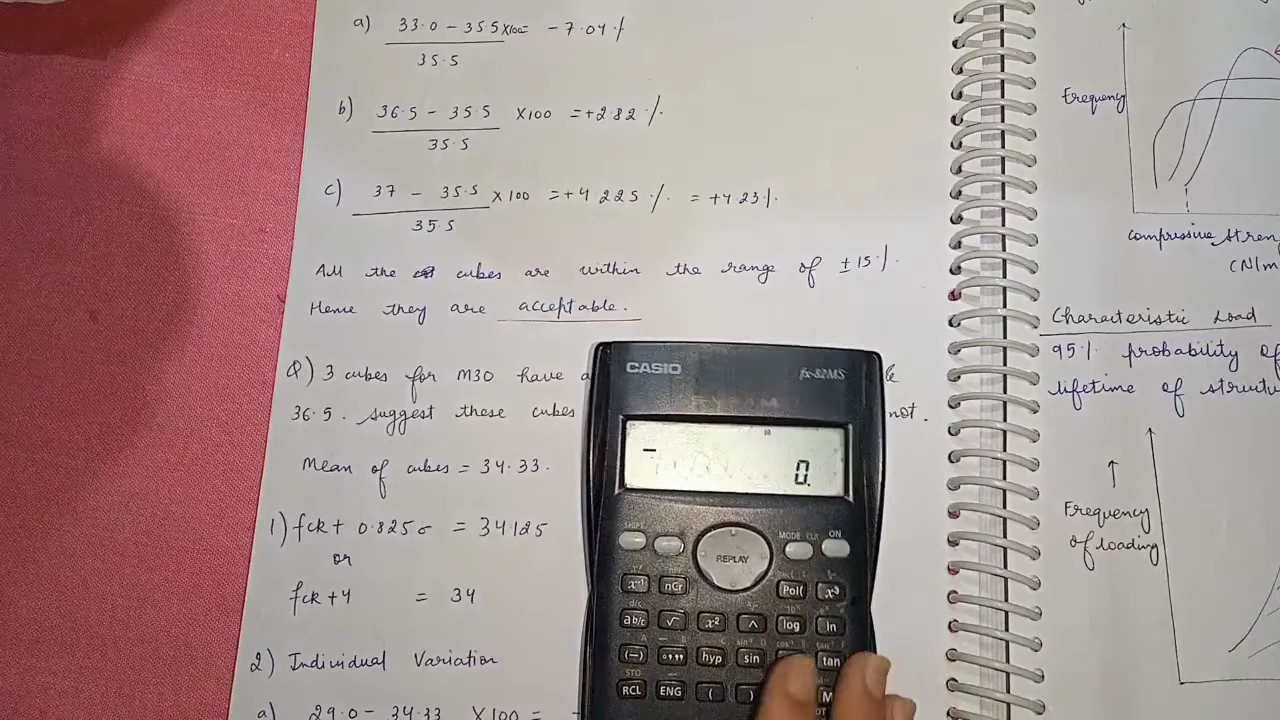 a) 33.0 - 35.5 x100 = - 7.04 %
35.5
b) 36.5 - 35.5 x100 = +2.82 %.
35.5
c) 37 - 35.5 x100 = +4.225 %. = +4.23 %.
35.5
All the cubes are within the range of ±15 %.
Hence they are acceptable.
Q) 3 cubes for M30 have a
36.5. suggest these cubes not.
Mean of cubes = 34.33.
1) fck + 0.825 σ = 34.125
or
fck + 4 = 34
2) Individual Variation
a) 29.0 - 34.33 x100 =
CASIO
fx-82MS
- 0.
SHIFT
MODE CLR ON
REPLAY
x⁻¹ nCr Pol( x³
d/c
ab/c √ x² ^ log ln
(-) °,,, hyp sin tan
STO
RCL ENG ( ) M
Frequency
compressive Stren
(N/m
Characteristic Load
95 % probability of
lifetime of structu
Frequency
of loading